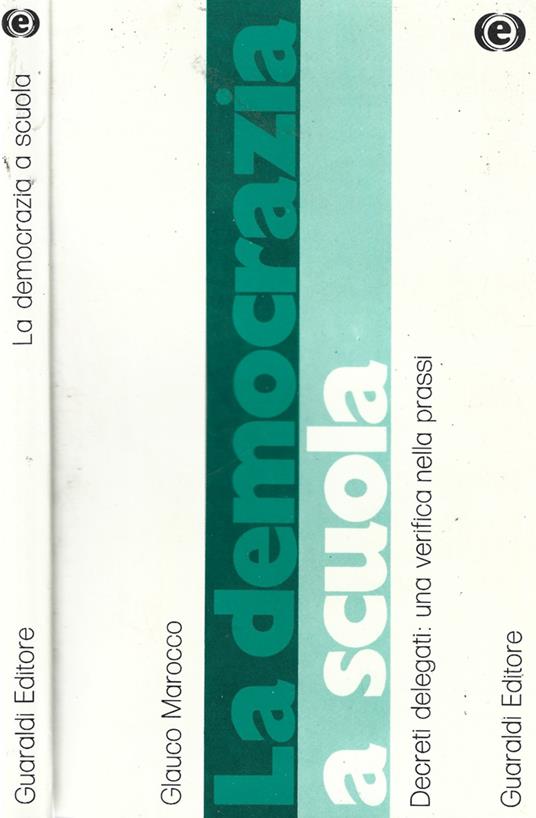 Guaraldi Editore
La democrazia a scuola
e
Glauco Marocco
La democrazia
a scuola
Decreti delegati: una verifica nella prassi
Guaraldi Editore
e